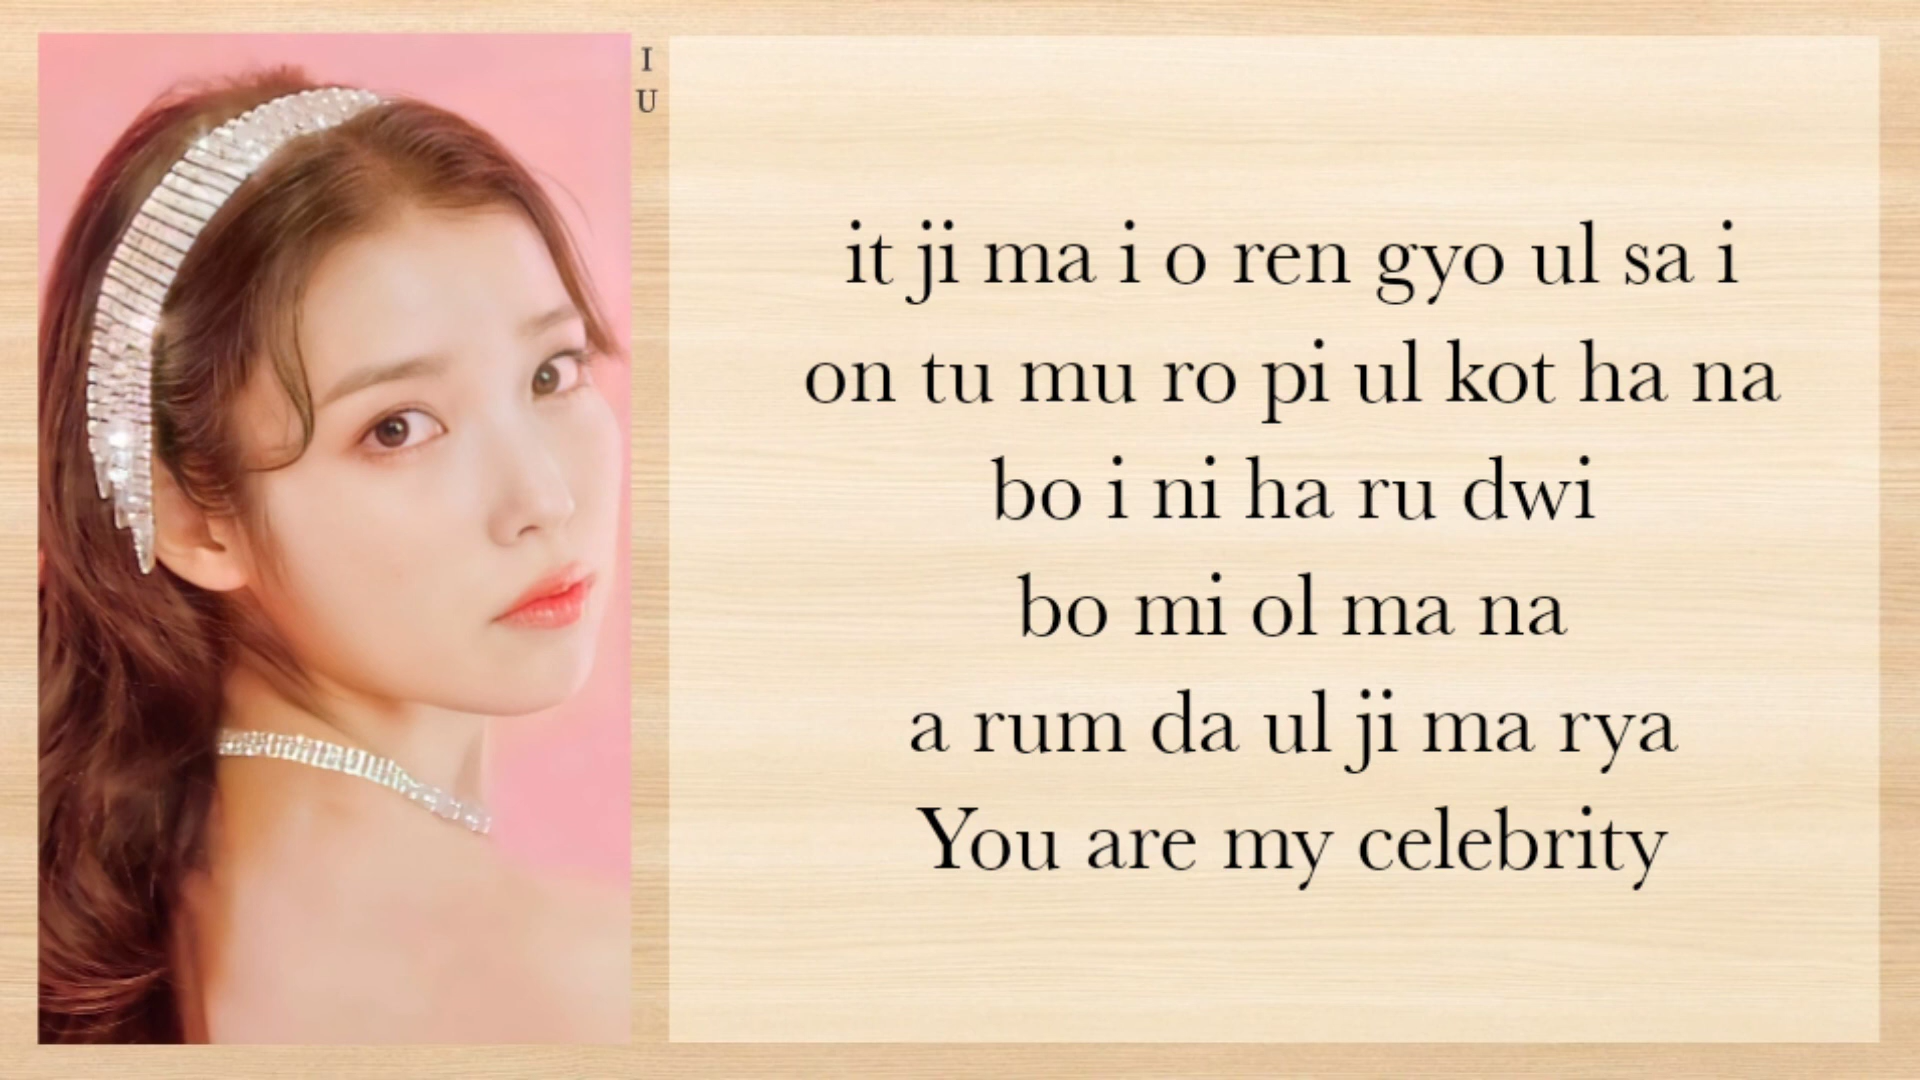 I
U
it ji ma i o ren gyo ul sa i
on tu mu ro pi ul kot ha na
bo i ni ha ru dwi
bo mi ol ma na
a rum da ul ji ma rya
You are my celebrity